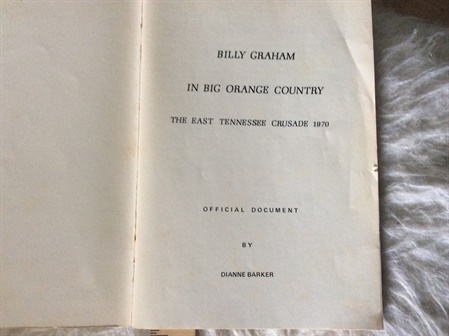 BILLY GRAHAM
IN BIG ORANGE COUNTRY
THE EAST TENNESSEE CRUSADE 1970
OFFICIAL DOCUMENT
BY
DIANNE BARKER